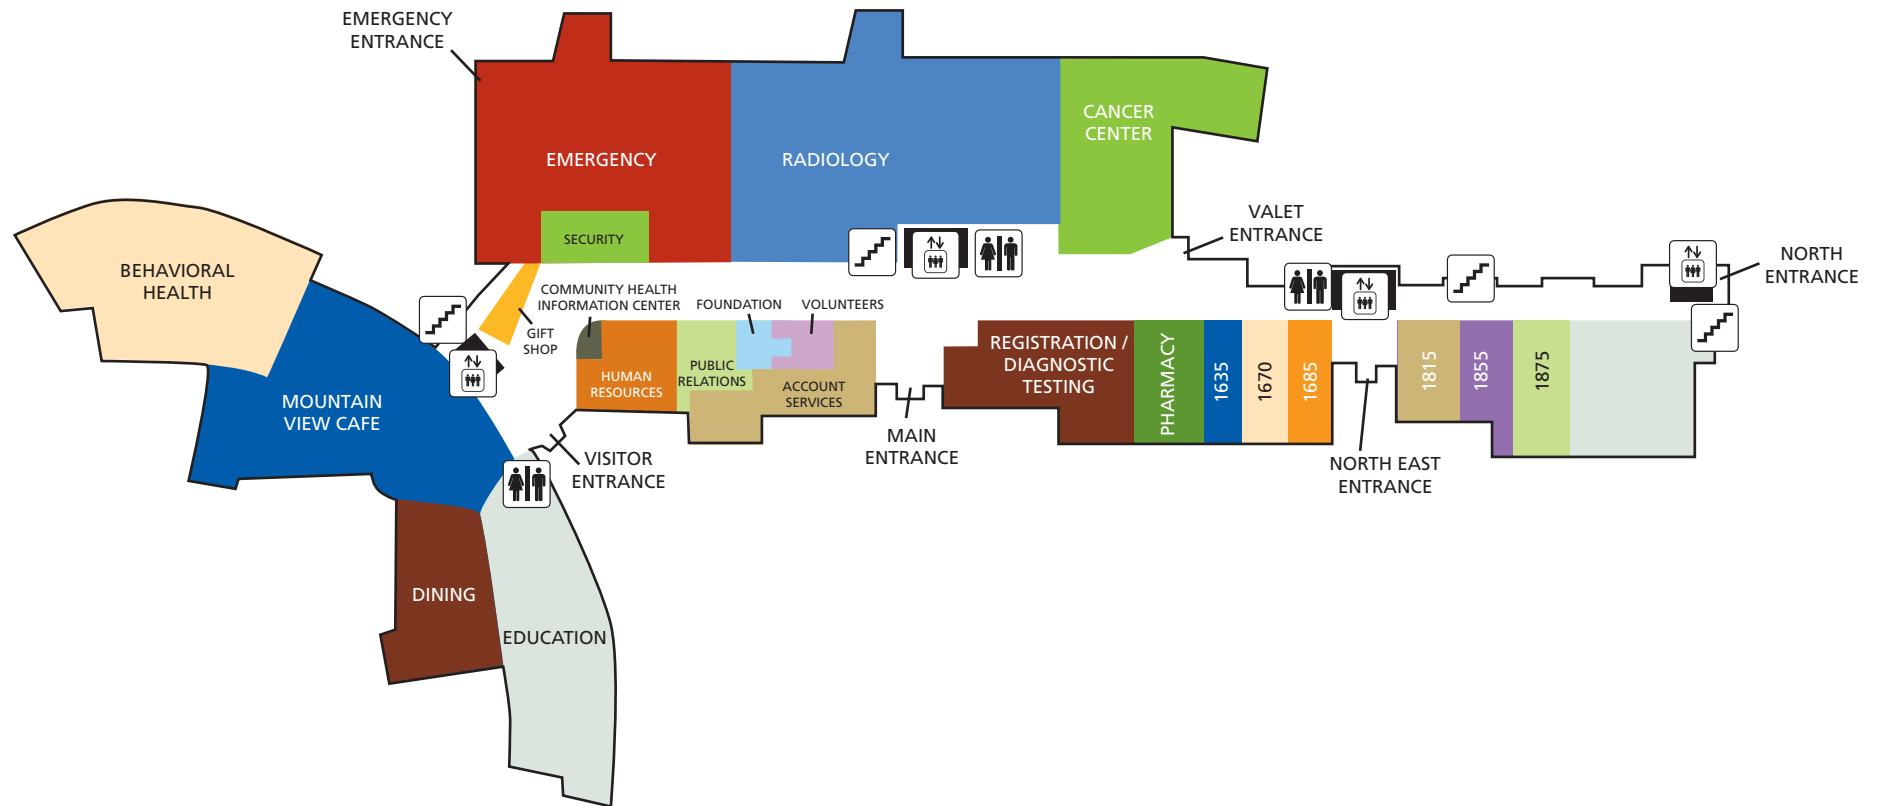 EMERGENCY
ENTRANCE
EMERGENCY
RADIOLOGY
CANCER
CENTER
SECURITY
VALET
ENTRANCE
NORTH
ENTRANCE
BEHAVIORAL
HEALTH
COMMUNITY HEALTH
INFORMATION CENTER
FOUNDATION
VOLUNTEERS
GIFT
SHOP
HUMAN
RESOURCES
PUBLIC
RELATIONS
ACCOUNT
SERVICES
REGISTRATION /
DIAGNOSTIC
TESTING
PHARMACY
1635
1670
1685
1815
1855
1875
MOUNTAIN
VIEW CAFE
VISITOR
ENTRANCE
MAIN
ENTRANCE
NORTH EAST
ENTRANCE
DINING
EDUCATION